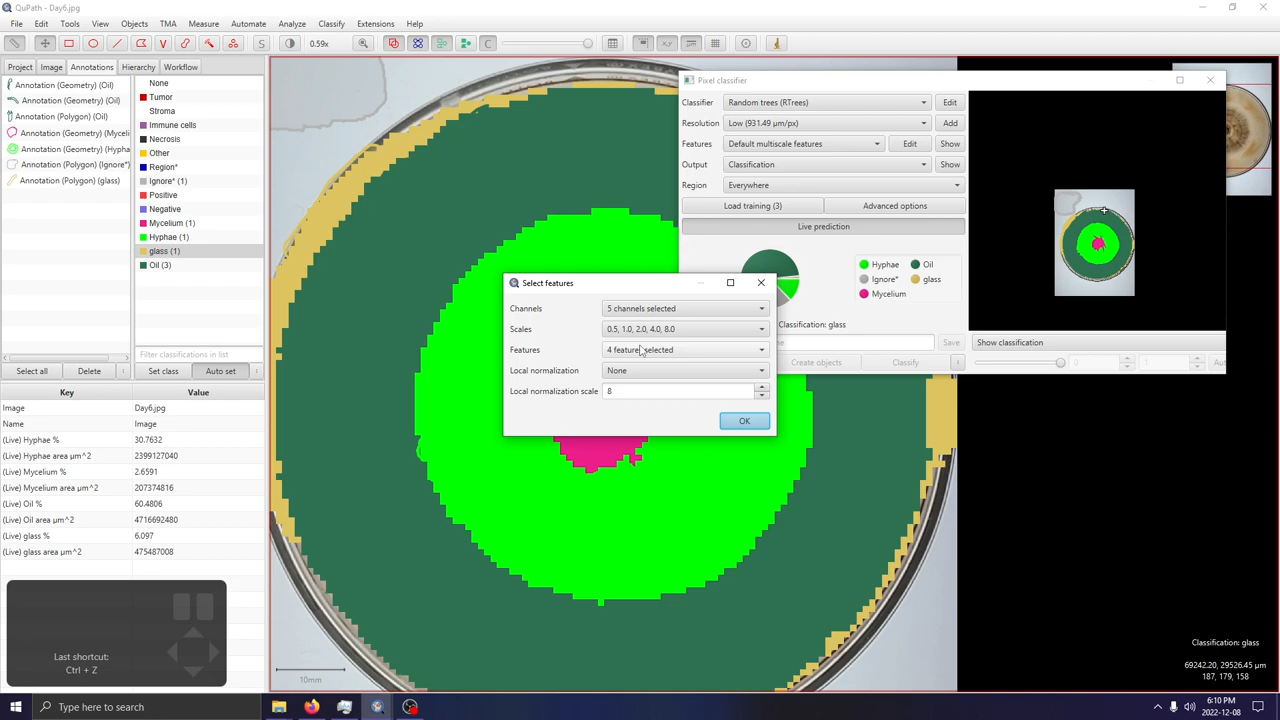 QuPath - Day6.jpg
File Edit Tools View Objects TMA Measure Automate Analyze Classify Extensions Help
0.59x
Project Image Annotations Hierarchy Workflow
Annotation (Geometry) (Oil)
Annotation (Geometry) (Oil)
Annotation (Polygon) (Oil)
Annotation (Geometry) (Myceli
Annotation (Geometry) (Hypha
Annotation (Polygon) (Ignore*
Annotation (Polygon) (glass)
None
Tumor
Stroma
Immune cells
Necrosis
Other
Region*
Ignore* (1)
Positive
Negative
Mycelium (1)
Hyphae (1)
glass (1)
Oil (3)
Filter classifications in list
Select all Delete Set class Auto set
Key Value
Image Day6.jpg
Name Image
(Live) Hyphae % 30.7632
(Live) Hyphae area µm^2 2399127040
(Live) Mycelium % 2.6591
(Live) Mycelium area µm^2 207374816
(Live) Oil % 60.4806
(Live) Oil area µm^2 4716692480
(Live) glass % 6.097
(Live) glass area µm^2 475487008
Last shortcut:
Ctrl + Z
10mm
Pixel classifier
Classifier Random trees (RTrees) Edit
Resolution Low (931.49 µm/px) Add
Features Default multiscale features Edit Show
Output Classification Show
Region Everywhere
Load training (3) Advanced options
Live prediction
Hyphae Oil
Ignore* glass
Mycelium
Classification: glass
Save
Create objects Classify
Show classification
0 1
Select features
Channels 5 channels selected
Scales 0.5, 1.0, 2.0, 4.0, 8.0
Features 4 features selected
Local normalization None
Local normalization scale 8
OK
Classification: glass
69242.20, 29526.45 µm
187, 179, 158
Type here to search
6:10 PM
2022-12-08